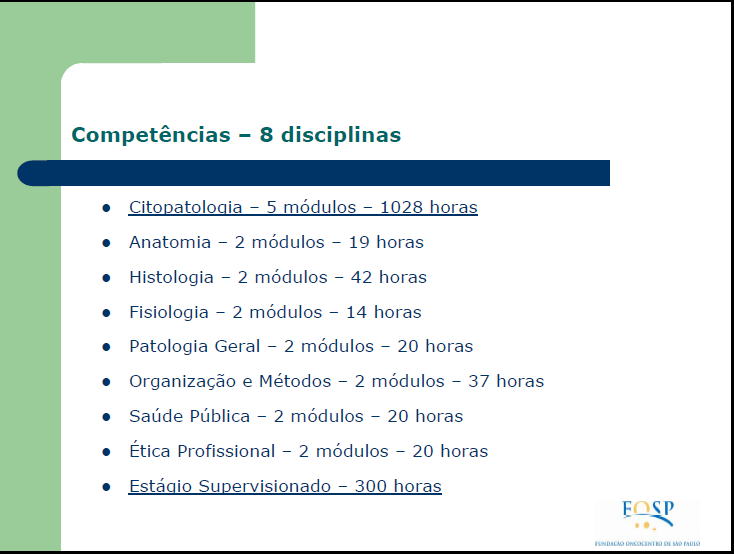 Competências – 8 disciplinas
● Citopatologia – 5 módulos – 1028 horas
● Anatomia – 2 módulos – 19 horas
● Histologia – 2 módulos – 42 horas
● Fisiologia – 2 módulos – 14 horas
● Patologia Geral – 2 módulos – 20 horas
● Organização e Métodos – 2 módulos – 37 horas
● Saúde Pública – 2 módulos – 20 horas
● Ética Profissional – 2 módulos – 20 horas
● Estágio Supervisionado – 300 horas
FOSP
FUNDAÇÃO ONCOCENTRO DE SÃO PAULO